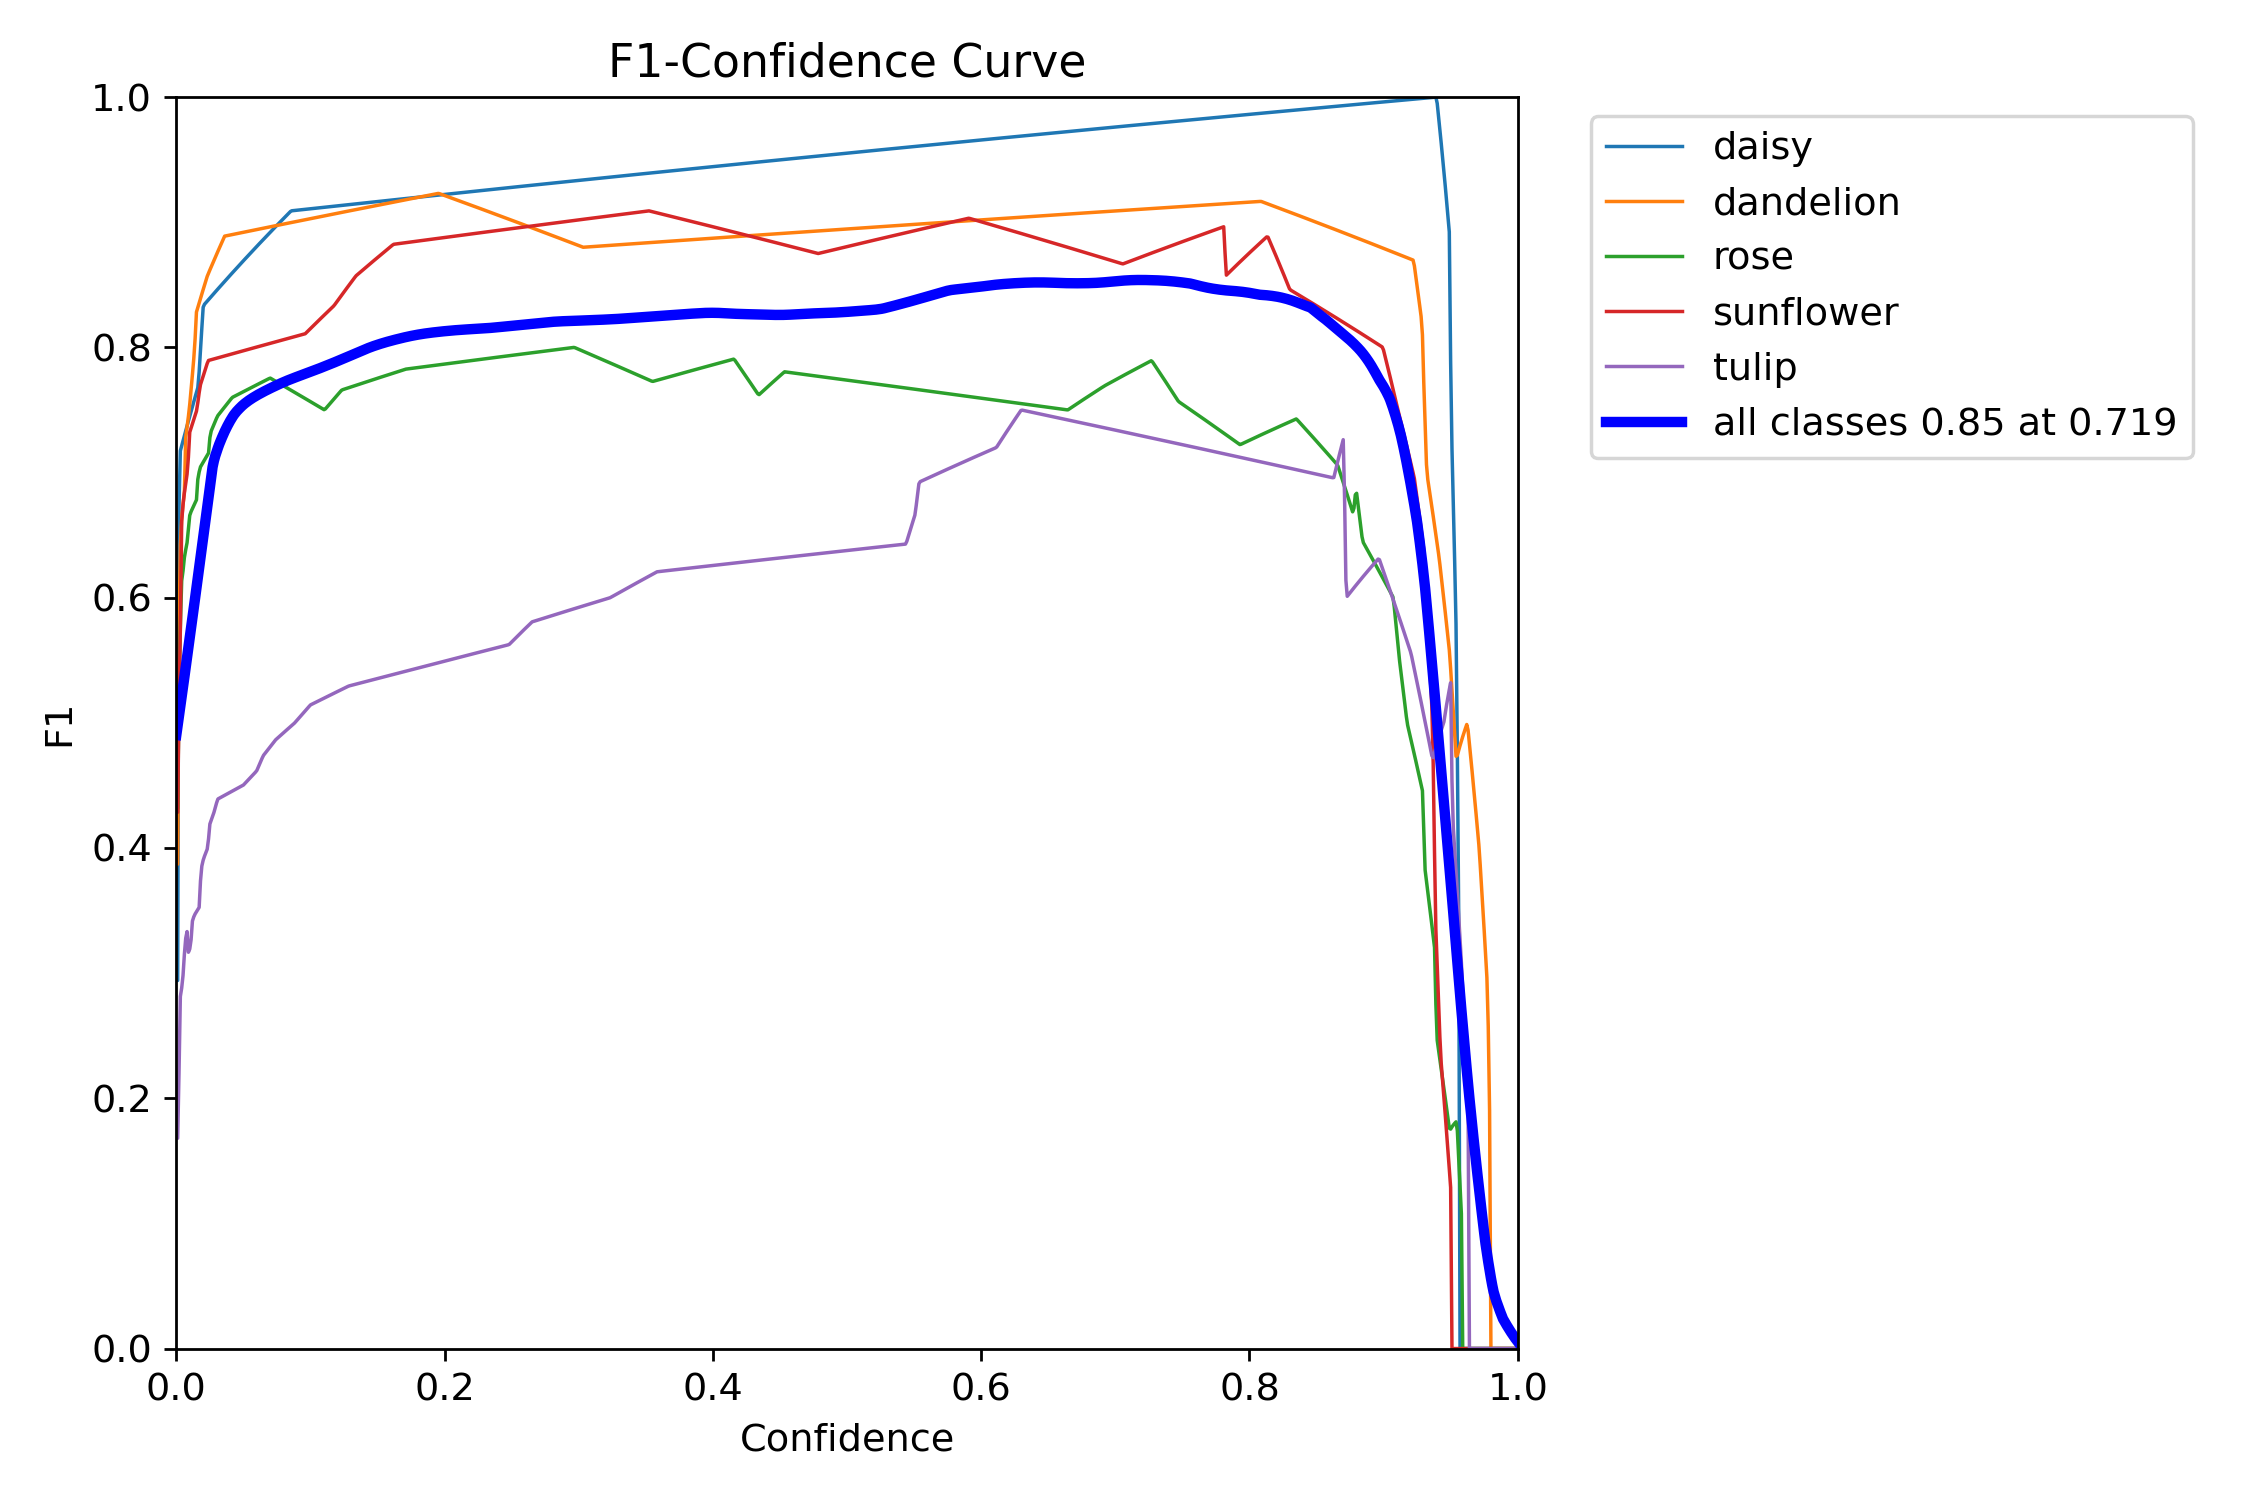 F1-Confidence Curve
1.0
0.8
0.6
0.4
0.2
0.0
F1
0.0 0.2 0.4 0.6 0.8 1.0
Confidence
daisy
dandelion
rose
sunflower
tulip
all classes 0.85 at 0.719